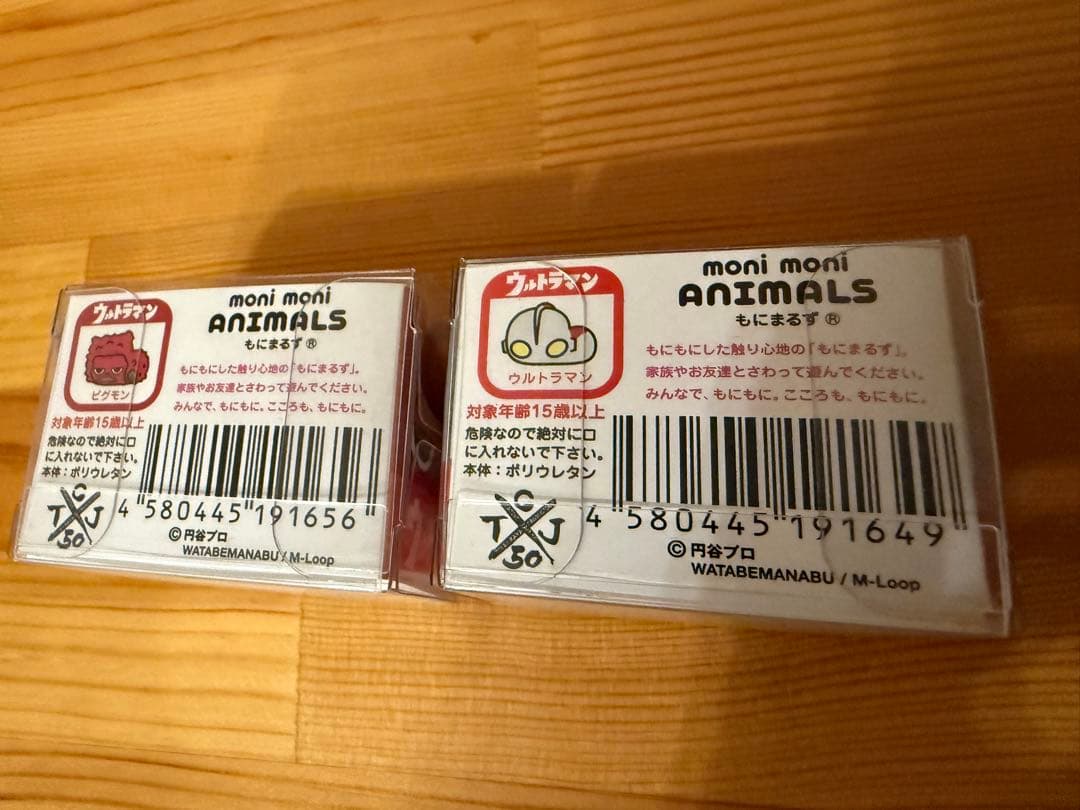 ウルトラマン
ピグモン
moni moni
ANIMALS
もにまるず®
もにもにした触り心地の「もにまるず」。
家族やお友達とさわって遊んでください。
みんなで、もにもに。こころも、もにもに。
対象年齢15歳以上
危険なので絶対に口
に入れないで下さい。
本体：ポリウレタン
C
T J
50
4 580445 191656
©円谷プロ
WATABEMANABU / M-Loop
ウルトラマン
ウルトラマン
moni moni
ANIMALS
もにまるず®
もにもにした触り心地の「もにまるず」。
家族やお友達とさわって遊んでください。
みんなで、もにもに。こころも、もにもに。
対象年齢15歳以上
危険なので絶対に口
に入れないで下さい。
本体：ポリウレタン
C
T J
50
4 580445 191649
©円谷プロ
WATABEMANABU / M-Loop